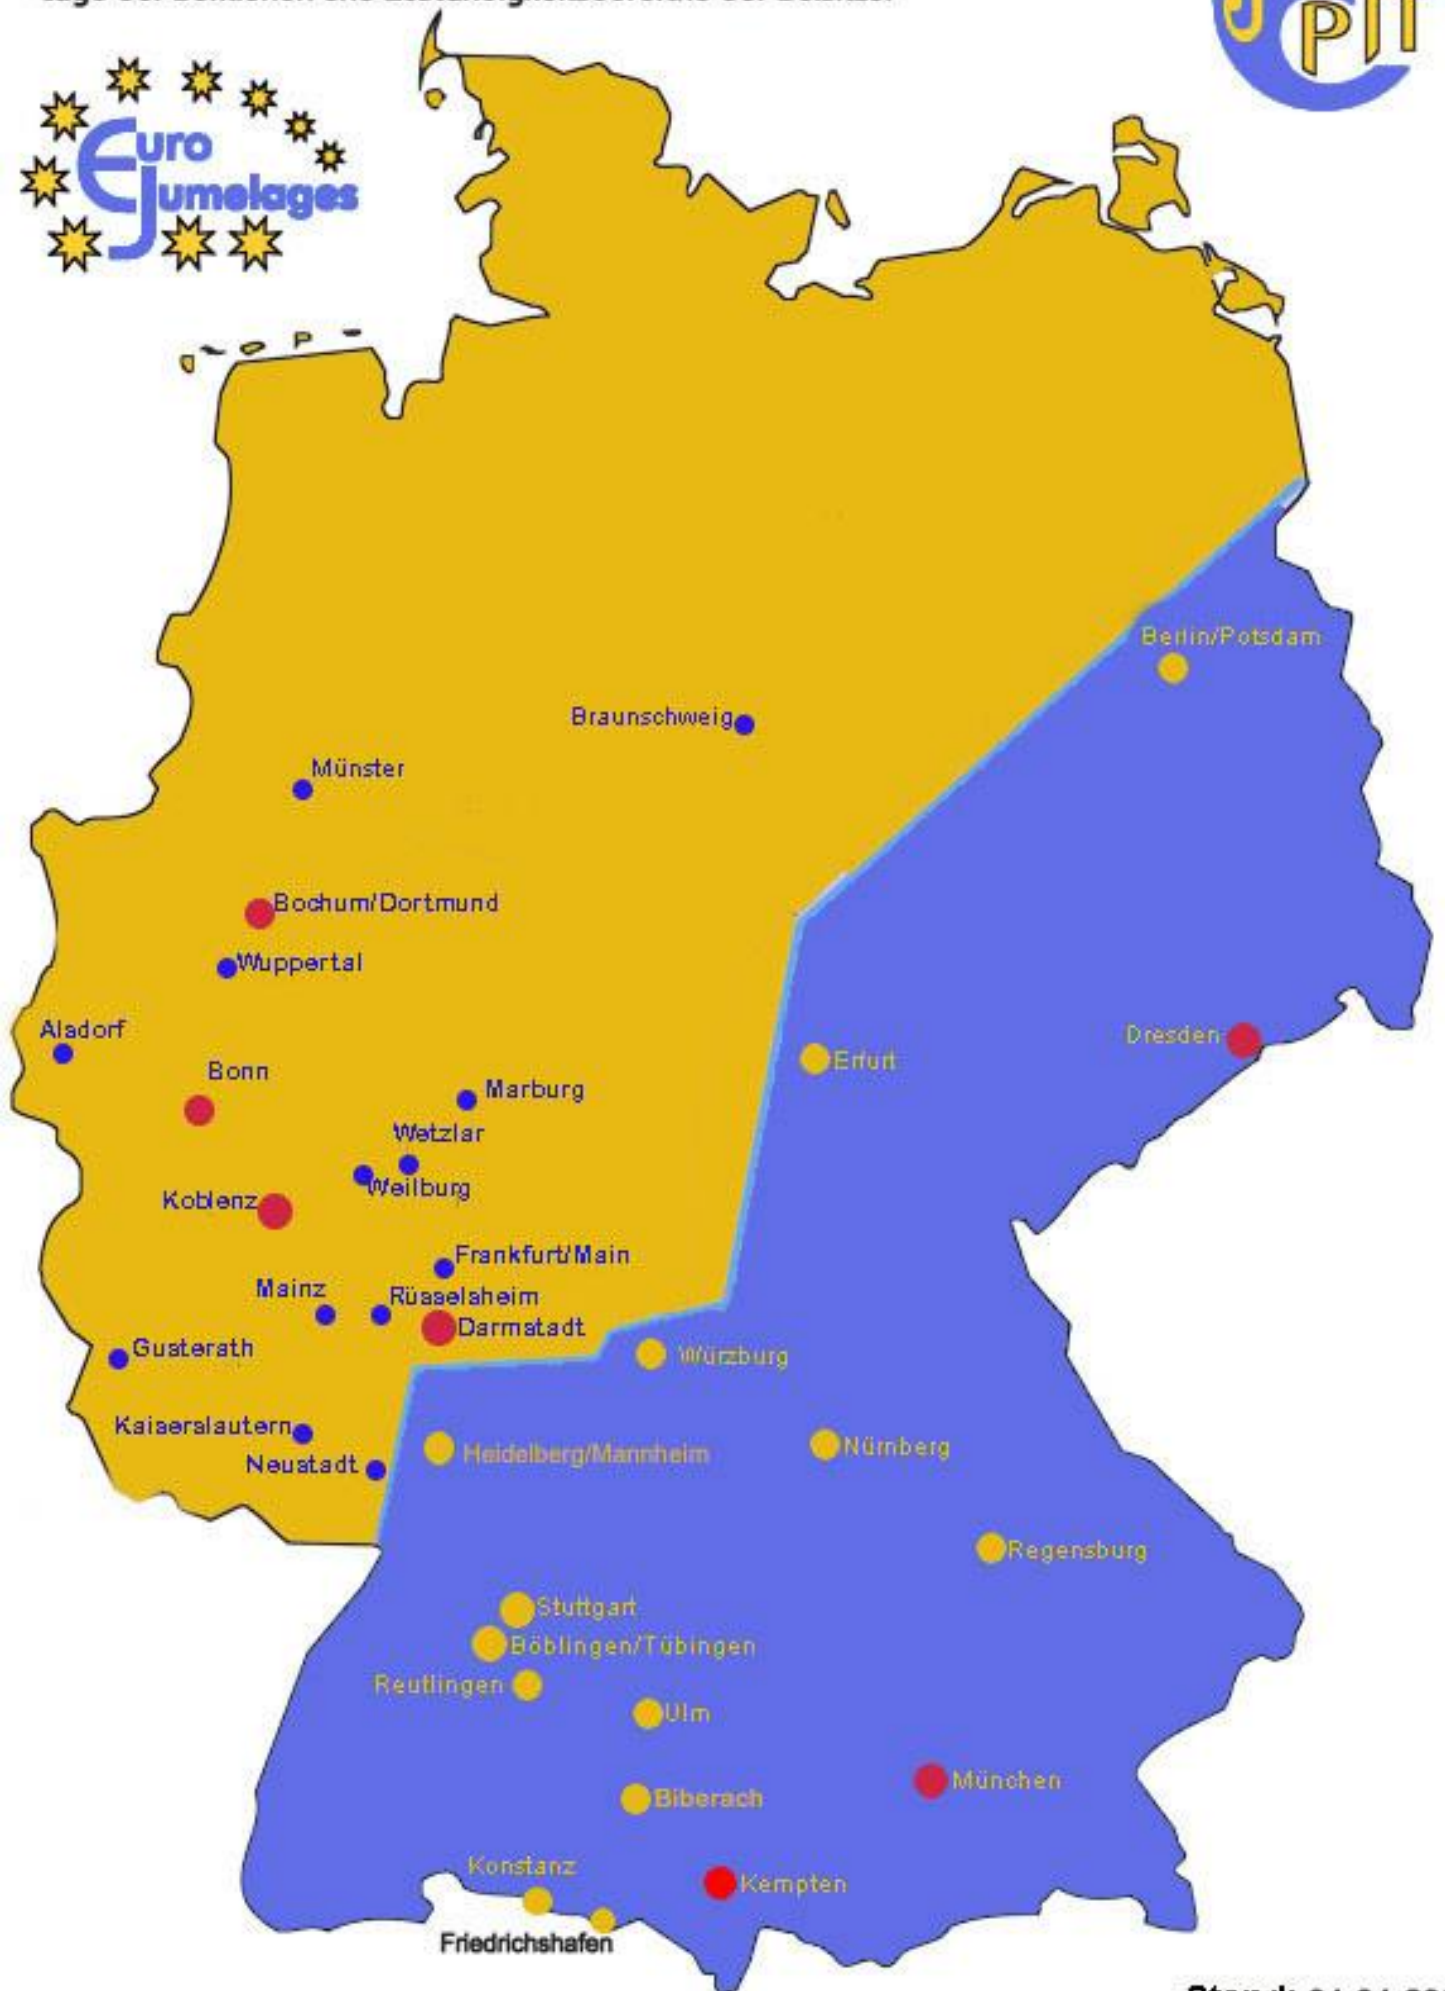 Euro
Jumelages
Berlin/Potsdam
Braunschweig
Münster
Bochum/Dortmund
Wuppertal
Alsdorf
Dresden
Erfurt
Bonn
Marburg
Wetzlar
Weilburg
Koblenz
Frankfurt/Main
Mainz
Rüsselsheim
Darmstadt
Gusterath
Würzburg
Kaiserslautern
Heidelberg/Mannheim
Nürnberg
Neustadt
Regensburg
Stuttgart
Böblingen/Tübingen
Reutlingen
Ulm
München
Biberach
Konstanz
Kempten
Friedrichshafen